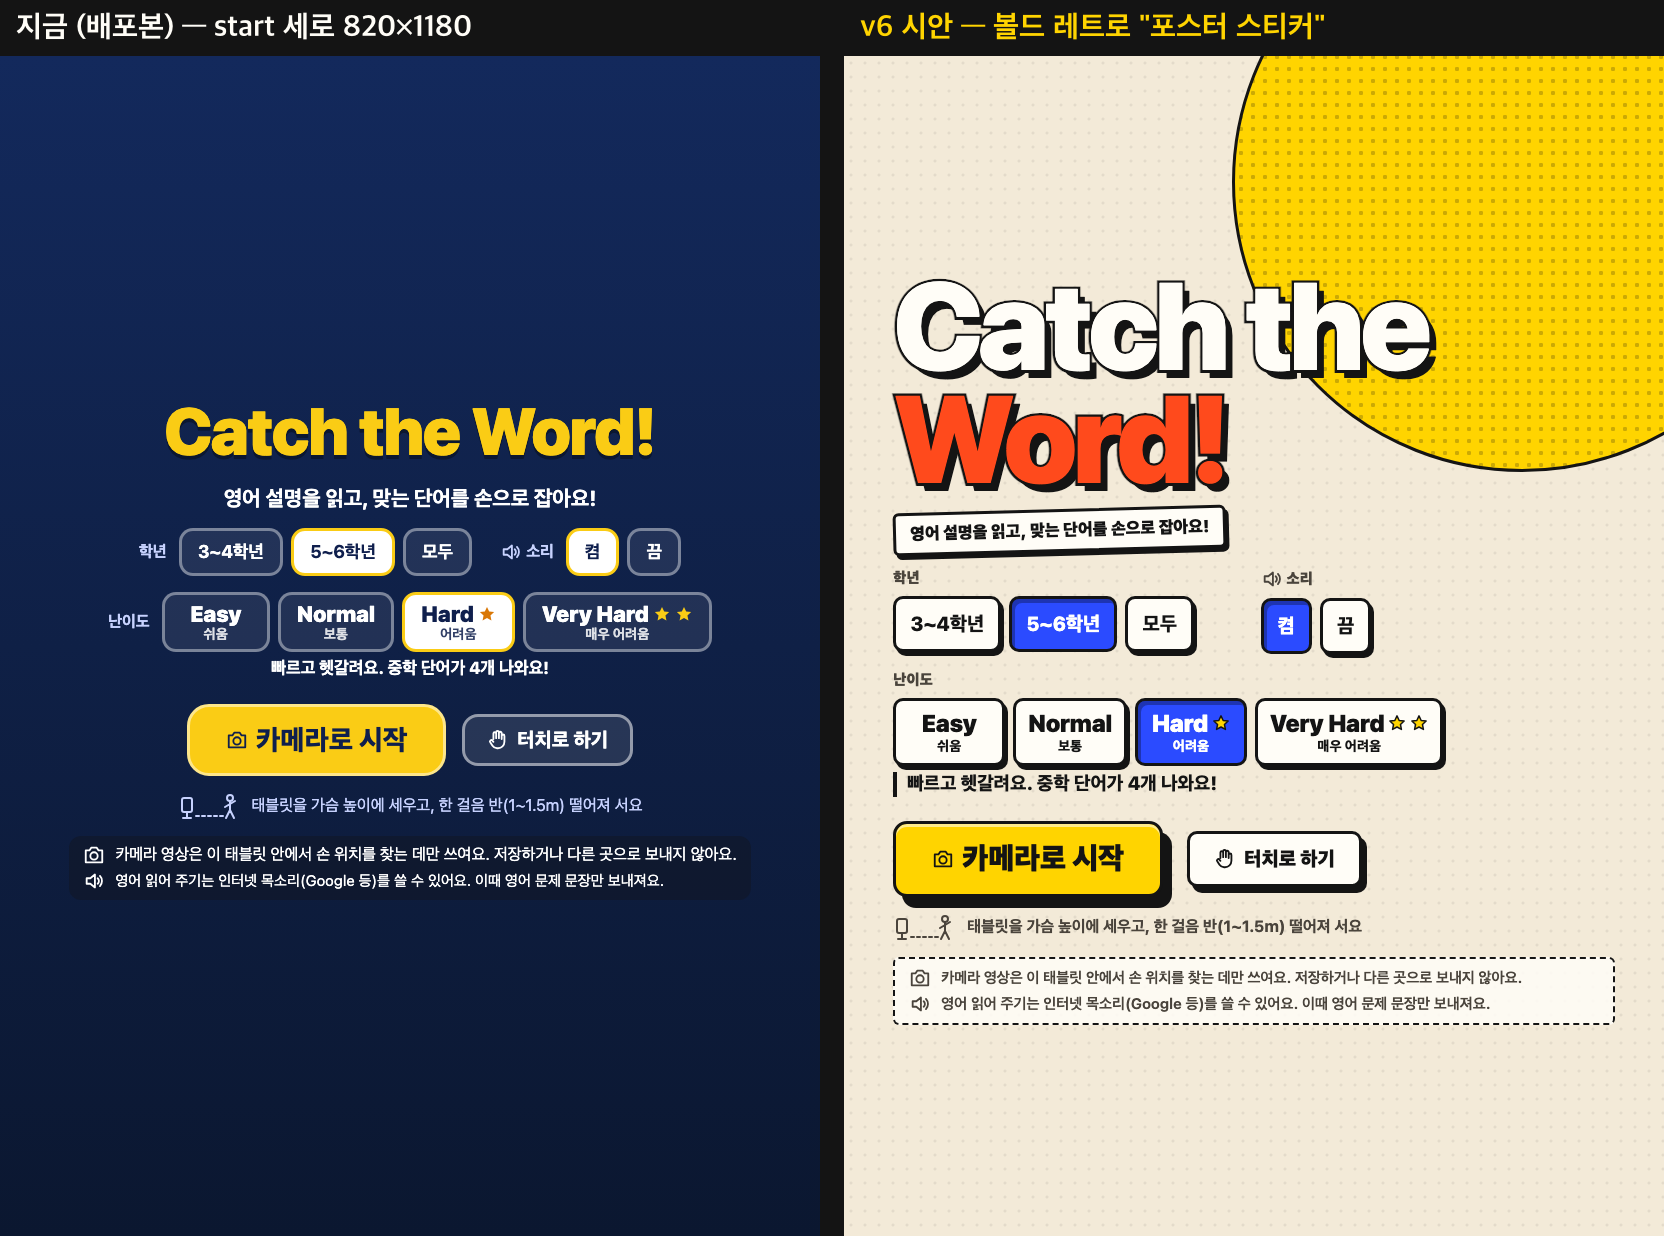 지금 (배포본) — start 세로 820×1180
Catch the Word!
영어 설명을 읽고, 맞는 단어를 손으로 잡아요!
학년 3~4학년 5~6학년 모두 소리 켬 끔
난이도 Easy 쉬움 Normal 보통 Hard 어려움 Very Hard 매우 어려움
빠르고 헷갈려요. 중학 단어가 4개 나와요!
카메라로 시작 터치로 하기
태블릿을 가슴 높이에 세우고, 한 걸음 반(1~1.5m) 떨어져 서요
카메라 영상은 이 태블릿 안에서 손 위치를 찾는 데만 쓰여요. 저장하거나 다른 곳으로 보내지 않아요.
영어 읽어 주기는 인터넷 목소리(Google 등)를 쓸 수 있어요. 이때 영어 문제 문장만 보내져요.
v6 시안 — 볼드 레트로 "포스터 스티커"
Catch the
Word!
영어 설명을 읽고, 맞는 단어를 손으로 잡아요!
학년 소리
3~4학년 5~6학년 모두 켬 끔
난이도
Easy 쉬움 Normal 보통 Hard 어려움 Very Hard 매우 어려움
빠르고 헷갈려요. 중학 단어가 4개 나와요!
카메라로 시작 터치로 하기
태블릿을 가슴 높이에 세우고, 한 걸음 반(1~1.5m) 떨어져 서요
카메라 영상은 이 태블릿 안에서 손 위치를 찾는 데만 쓰여요. 저장하거나 다른 곳으로 보내지 않아요.
영어 읽어 주기는 인터넷 목소리(Google 등)를 쓸 수 있어요. 이때 영어 문제 문장만 보내져요.